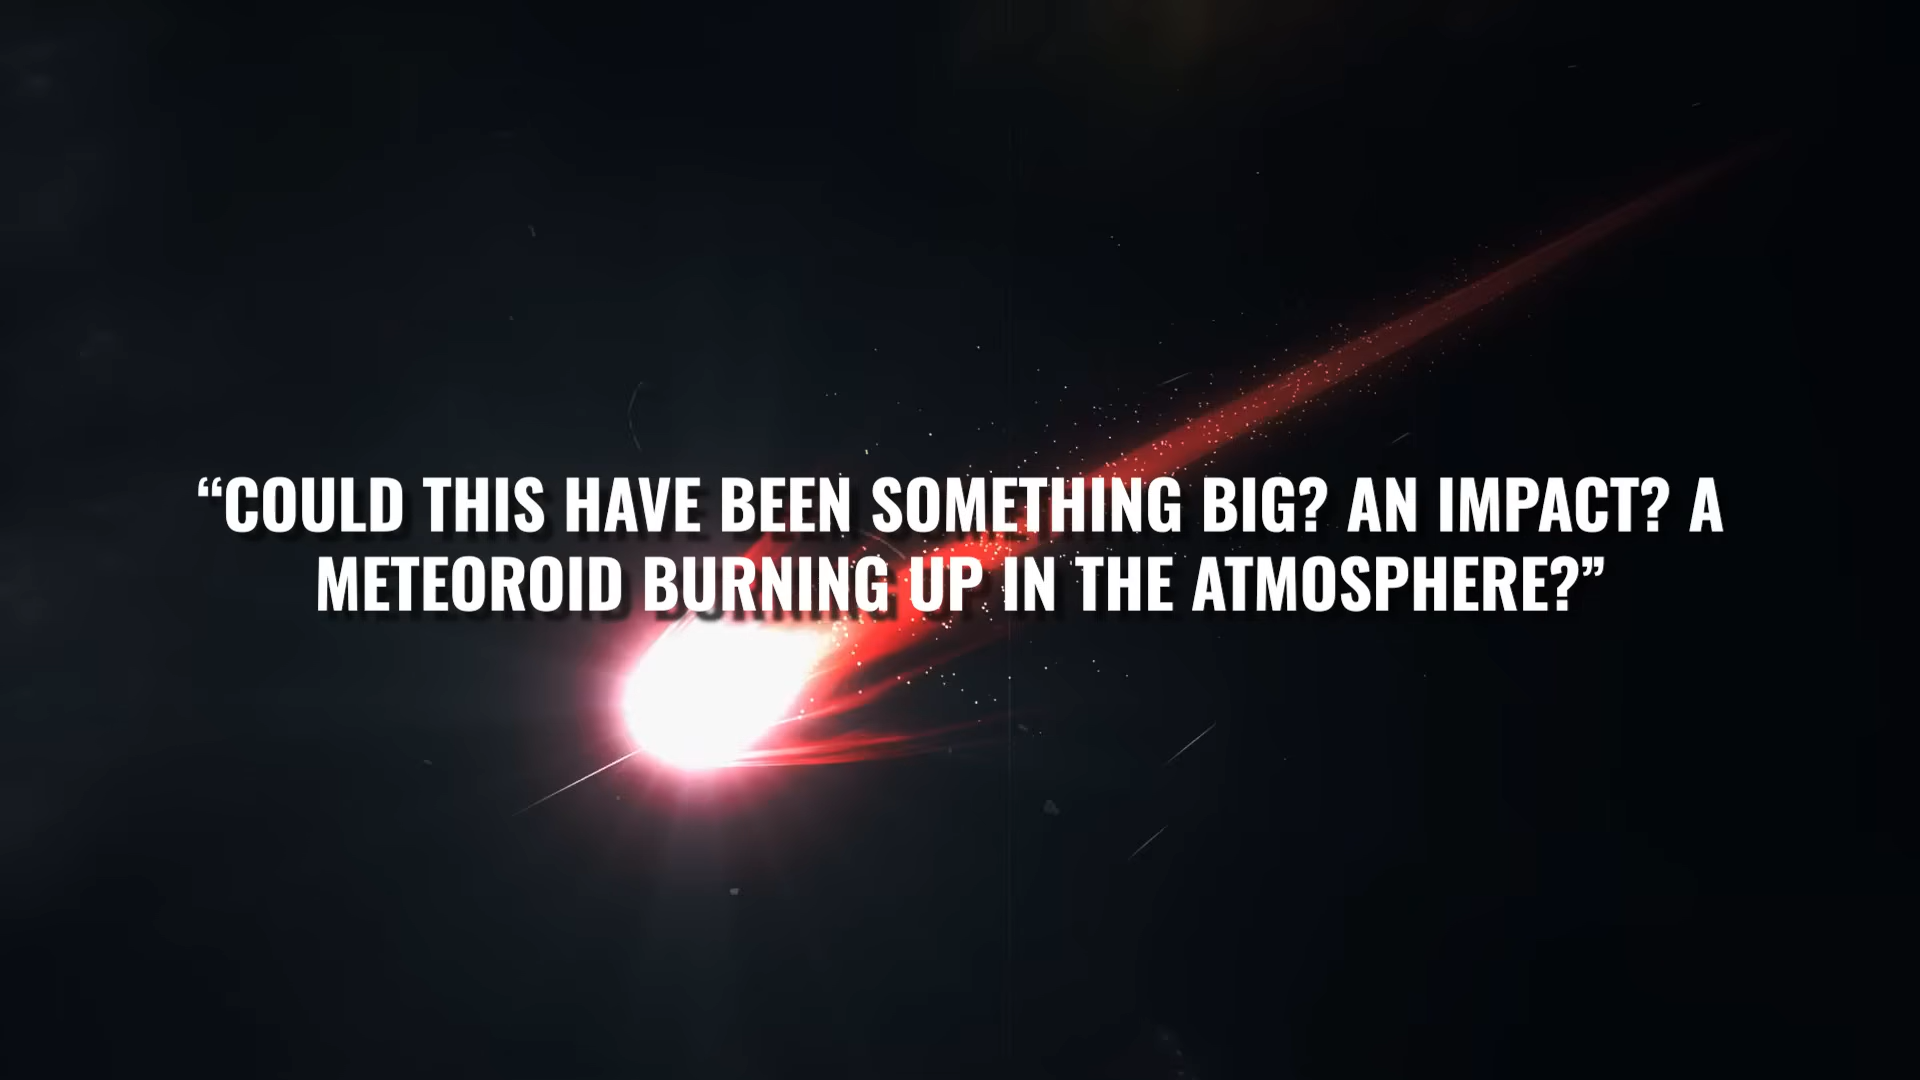 “COULD THIS HAVE BEEN SOMETHING BIG? AN IMPACT? A
METEOROID BURNING UP IN THE ATMOSPHERE?”